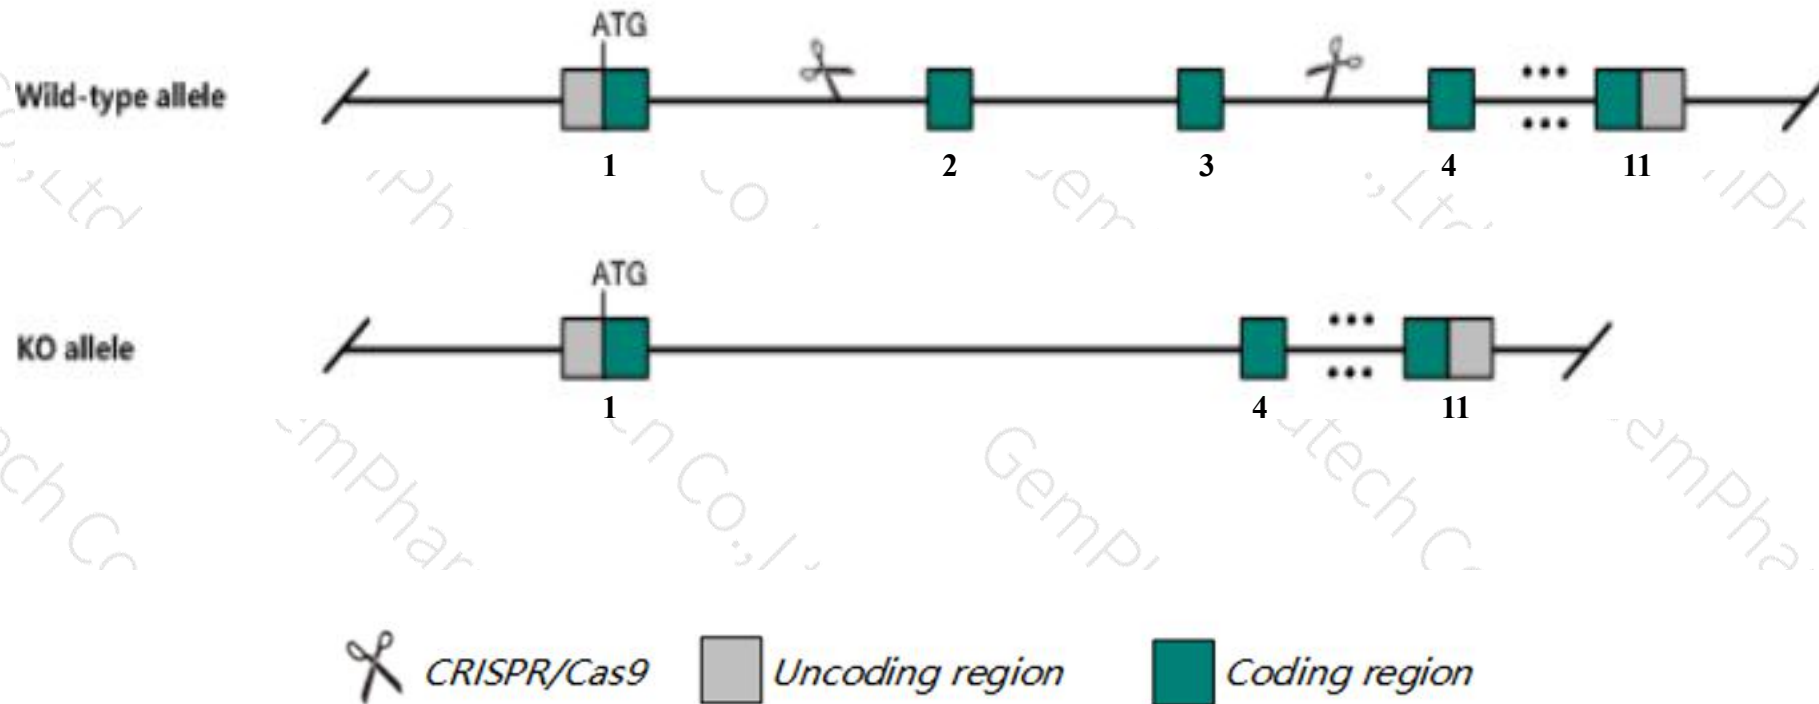 ATG
Wild-type allele
1 2 3 4 11
ATG
KO allele
1 4 11
CRISPR/Cas9 Uncoding region Coding region